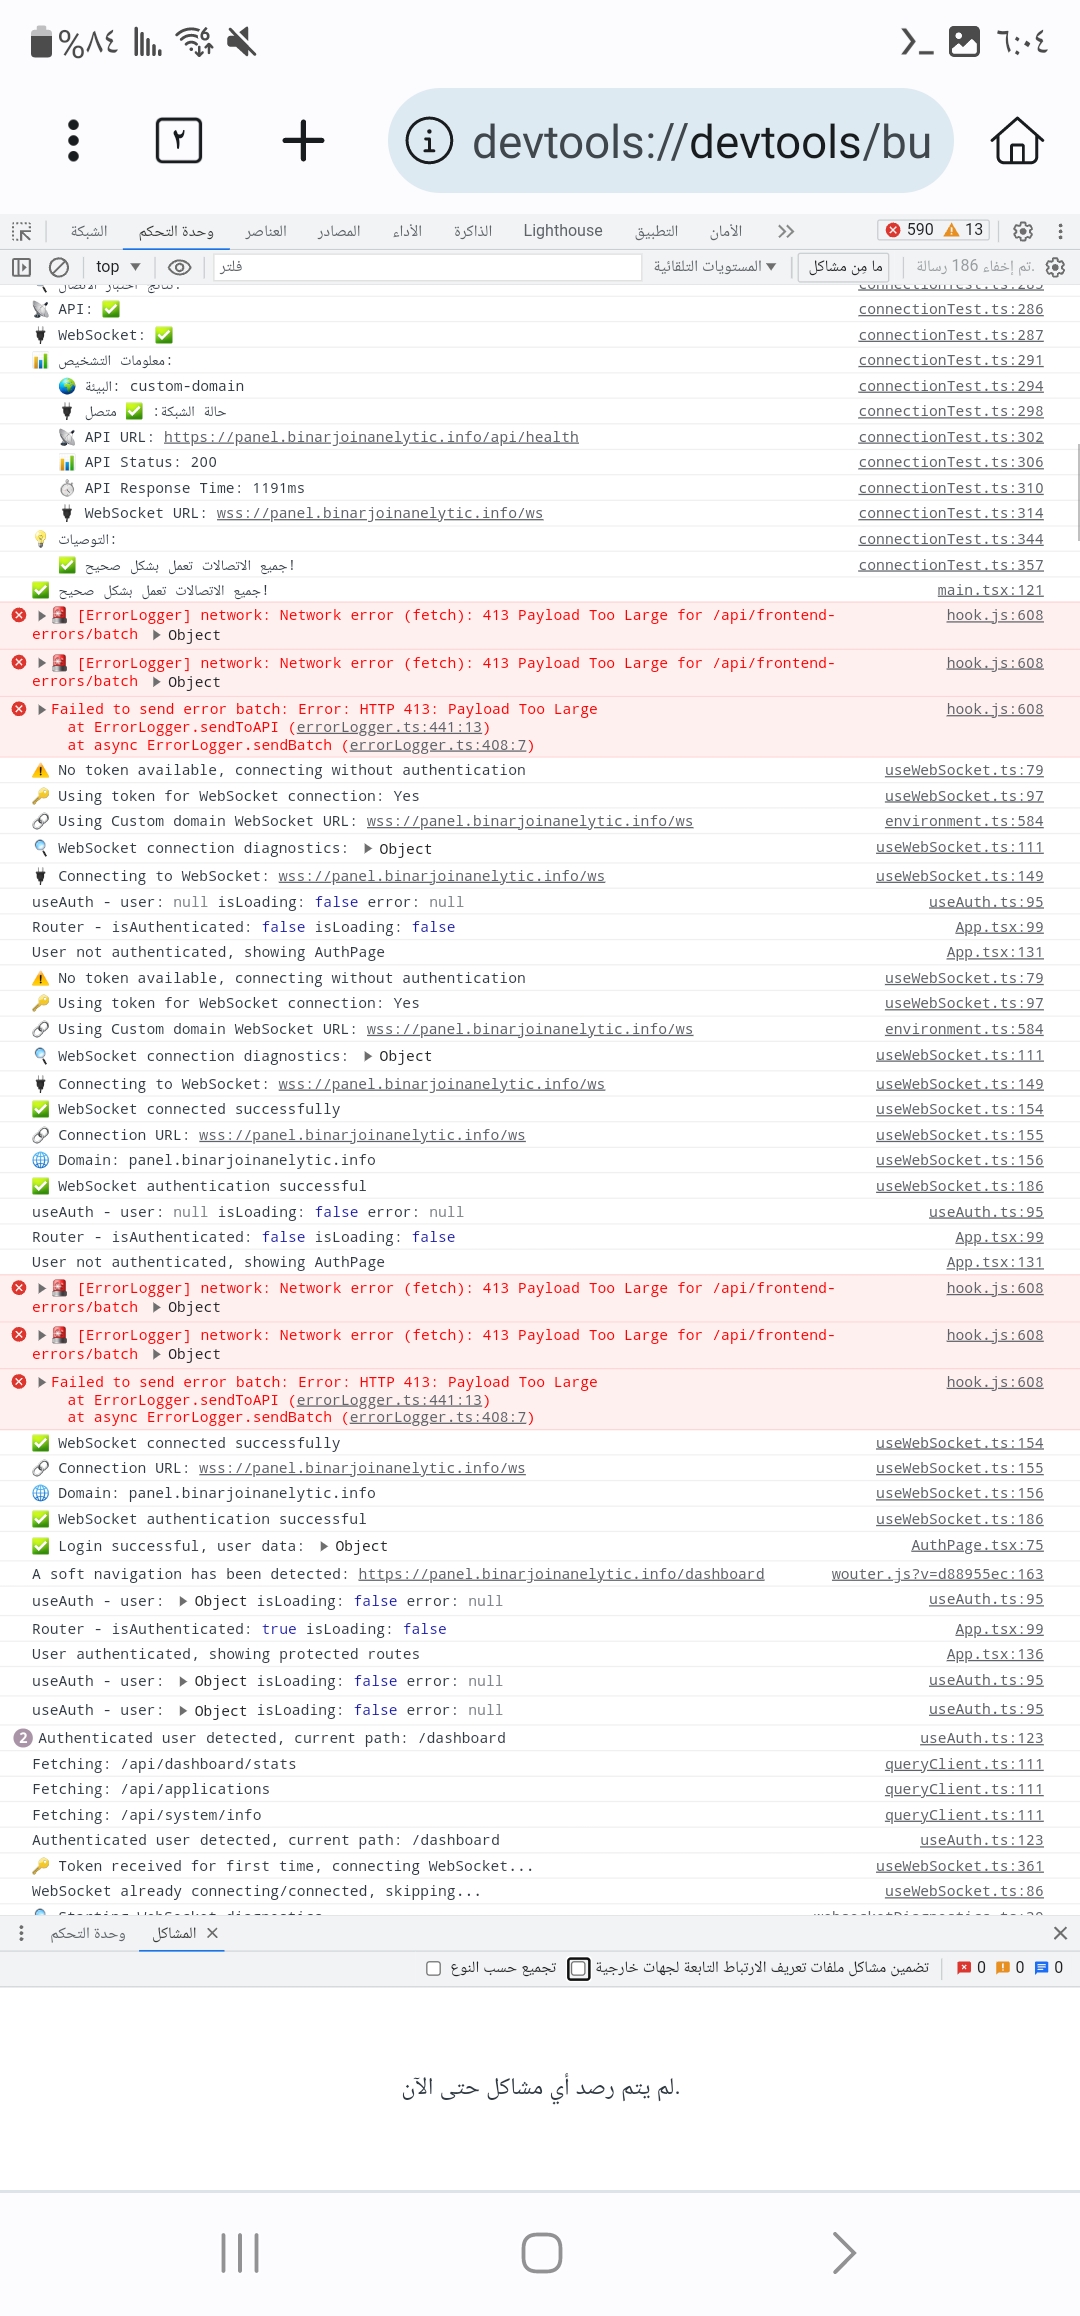 %٨٤
٦:٠٤
٢
devtools://devtools/bu
الشبكة وحدة التحكم العناصر المصادر الأداء الذاكرة Lighthouse التطبيق الأمان 590 13
top فلتر المستويات التلقائية ما من مشاكل تم إخفاء 186 رسالة.
نتائج اختبار الاتصال: connectionTest.ts:285
📡 API: ✅ connectionTest.ts:286
🔌 WebSocket: ✅ connectionTest.ts:287
📊 معلومات التشخيص: connectionTest.ts:291
🌍 البيئة: custom-domain connectionTest.ts:294
🔌 حالة الشبكة: ✅ متصل connectionTest.ts:298
📡 API URL: https://panel.binarjoinanelytic.info/api/health connectionTest.ts:302
📊 API Status: 200 connectionTest.ts:306
⏱ API Response Time: 1191ms connectionTest.ts:310
🔌 WebSocket URL: wss://panel.binarjoinanelytic.info/ws connectionTest.ts:314
💡 التوصيات: connectionTest.ts:344
✅ جميع الاتصالات تعمل بشكل صحيح! connectionTest.ts:357
✅ جميع الاتصالات تعمل بشكل صحيح! main.tsx:121
🚨 [ErrorLogger] network: Network error (fetch): 413 Payload Too Large for /api/frontend- hook.js:608
errors/batch Object
🚨 [ErrorLogger] network: Network error (fetch): 413 Payload Too Large for /api/frontend- hook.js:608
errors/batch Object
Failed to send error batch: Error: HTTP 413: Payload Too Large hook.js:608
at ErrorLogger.sendToAPI (errorLogger.ts:441:13)
at async ErrorLogger.sendBatch (errorLogger.ts:408:7)
⚠️ No token available, connecting without authentication useWebSocket.ts:79
🔑 Using token for WebSocket connection: Yes useWebSocket.ts:97
🔗 Using Custom domain WebSocket URL: wss://panel.binarjoinanelytic.info/ws environment.ts:584
🔍 WebSocket connection diagnostics: Object useWebSocket.ts:111
🔌 Connecting to WebSocket: wss://panel.binarjoinanelytic.info/ws useWebSocket.ts:149
useAuth - user: null isLoading: false error: null useAuth.ts:95
Router - isAuthenticated: false isLoading: false App.tsx:99
User not authenticated, showing AuthPage App.tsx:131
⚠️ No token available, connecting without authentication useWebSocket.ts:79
🔑 Using token for WebSocket connection: Yes useWebSocket.ts:97
🔗 Using Custom domain WebSocket URL: wss://panel.binarjoinanelytic.info/ws environment.ts:584
🔍 WebSocket connection diagnostics: Object useWebSocket.ts:111
🔌 Connecting to WebSocket: wss://panel.binarjoinanelytic.info/ws useWebSocket.ts:149
✅ WebSocket connected successfully useWebSocket.ts:154
🔗 Connection URL: wss://panel.binarjoinanelytic.info/ws useWebSocket.ts:155
🌐 Domain: panel.binarjoinanelytic.info useWebSocket.ts:156
✅ WebSocket authentication successful useWebSocket.ts:186
useAuth - user: null isLoading: false error: null useAuth.ts:95
Router - isAuthenticated: false isLoading: false App.tsx:99
User not authenticated, showing AuthPage App.tsx:131
🚨 [ErrorLogger] network: Network error (fetch): 413 Payload Too Large for /api/frontend- hook.js:608
errors/batch Object
🚨 [ErrorLogger] network: Network error (fetch): 413 Payload Too Large for /api/frontend- hook.js:608
errors/batch Object
Failed to send error batch: Error: HTTP 413: Payload Too Large hook.js:608
at ErrorLogger.sendToAPI (errorLogger.ts:441:13)
at async ErrorLogger.sendBatch (errorLogger.ts:408:7)
✅ WebSocket connected successfully useWebSocket.ts:154
🔗 Connection URL: wss://panel.binarjoinanelytic.info/ws useWebSocket.ts:155
🌐 Domain: panel.binarjoinanelytic.info useWebSocket.ts:156
✅ WebSocket authentication successful useWebSocket.ts:186
✅ Login successful, user data: Object AuthPage.tsx:75
A soft navigation has been detected: https://panel.binarjoinanelytic.info/dashboard wouter.js?v=d88955ec:163
useAuth - user: Object isLoading: false error: null useAuth.ts:95
Router - isAuthenticated: true isLoading: false App.tsx:99
User authenticated, showing protected routes App.tsx:136
useAuth - user: Object isLoading: false error: null useAuth.ts:95
useAuth - user: Object isLoading: false error: null useAuth.ts:95
2 Authenticated user detected, current path: /dashboard useAuth.ts:123
Fetching: /api/dashboard/stats queryClient.ts:111
Fetching: /api/applications queryClient.ts:111
Fetching: /api/system/info queryClient.ts:111
Authenticated user detected, current path: /dashboard useAuth.ts:123
🔑 Token received for first time, connecting WebSocket... useWebSocket.ts:361
WebSocket already connecting/connected, skipping... useWebSocket.ts:86
وحدة التحكم المشاكل
تجميع حسب النوع تضمين مشاكل ملفات تعريف الارتباط التابعة لجهات خارجية 0 0 0
لم يتم رصد أي مشاكل حتى الآن.